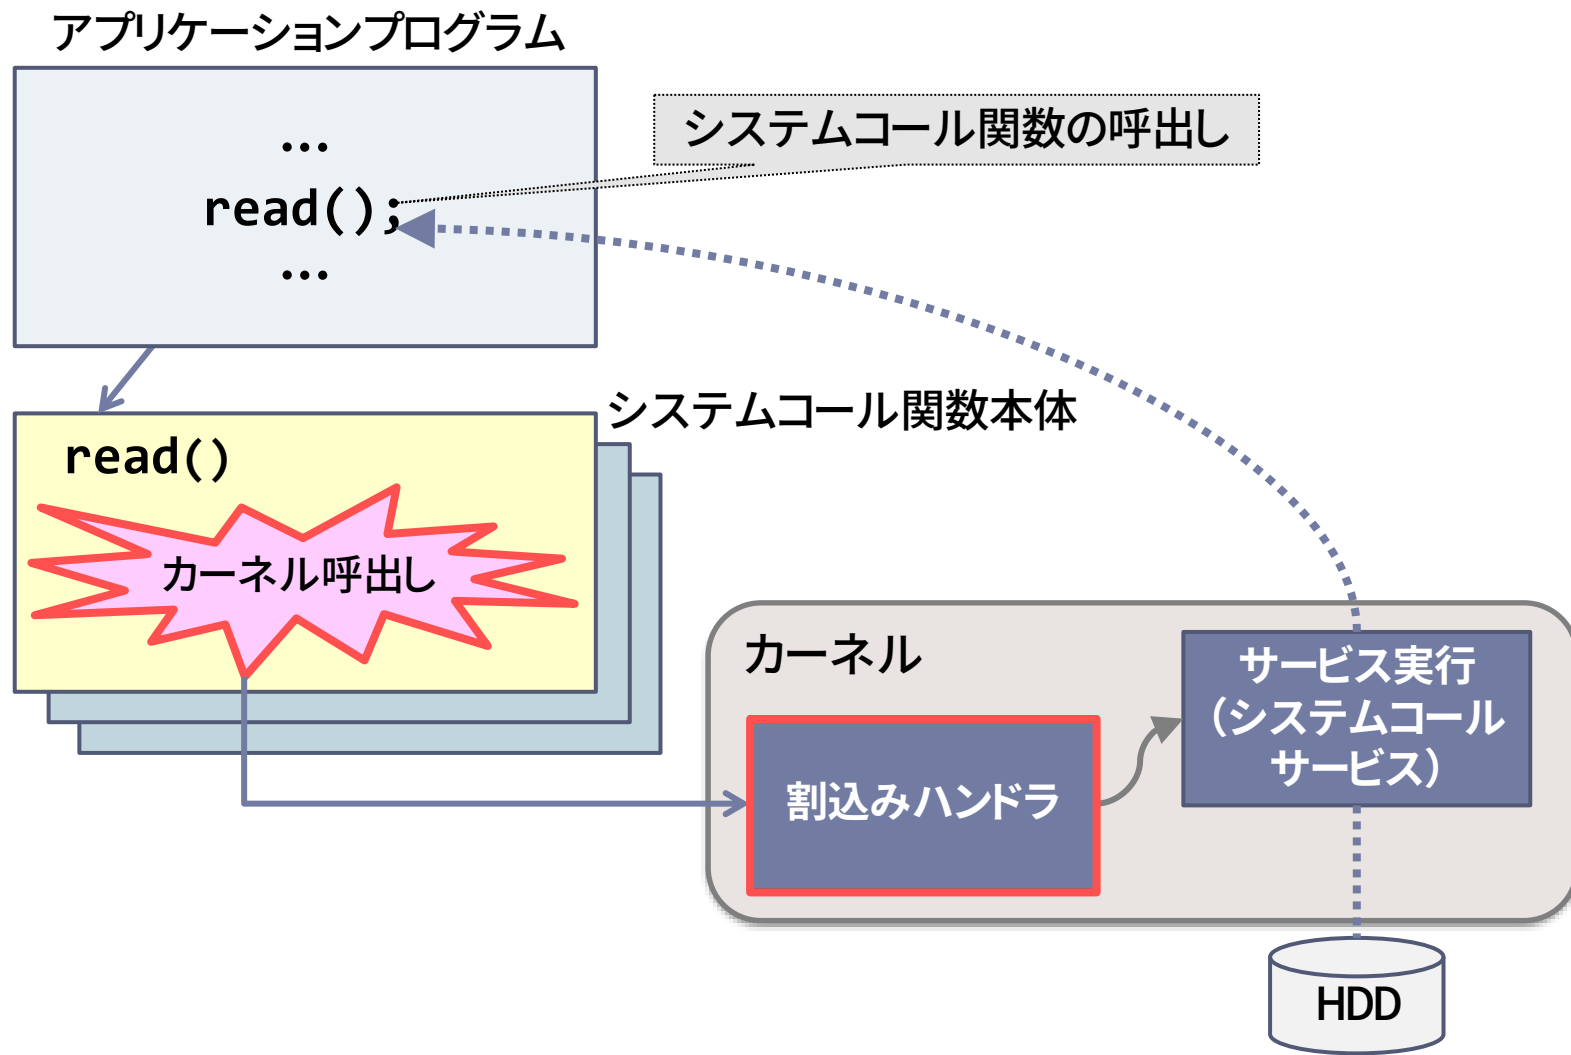 アプリケーションプログラム
…
read();
…
システムコール関数の呼出し
システムコール関数本体
read()
カーネル呼出し
カーネル
割込みハンドラ
サービス実行
(システムコール
サービス)
HDD